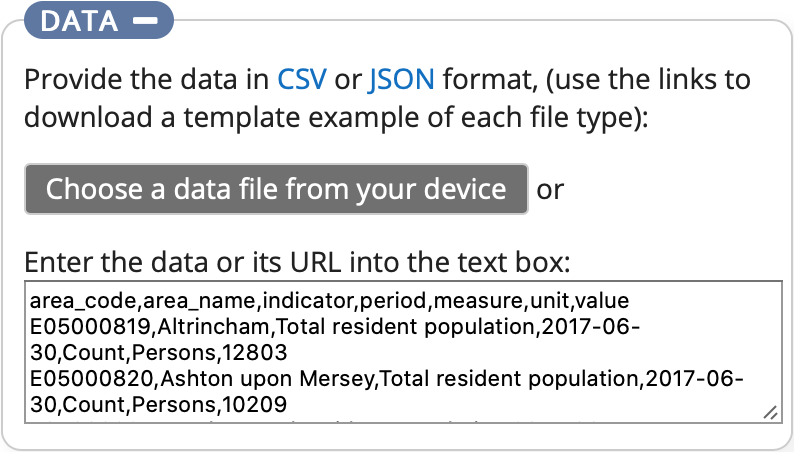 DATA
Provide the data in CSV or JSON format, (use the links to
download a template example of each file type):
Choose a data file from your device or
Enter the data or its URL into the text box:
area_code,area_name,indicator,period,measure,unit,value
E05000819,Altrincham,Total resident population,2017-06-
30,Count,Persons,12803
E05000820,Ashton upon Mersey,Total resident population,2017-06-
30,Count,Persons,10209